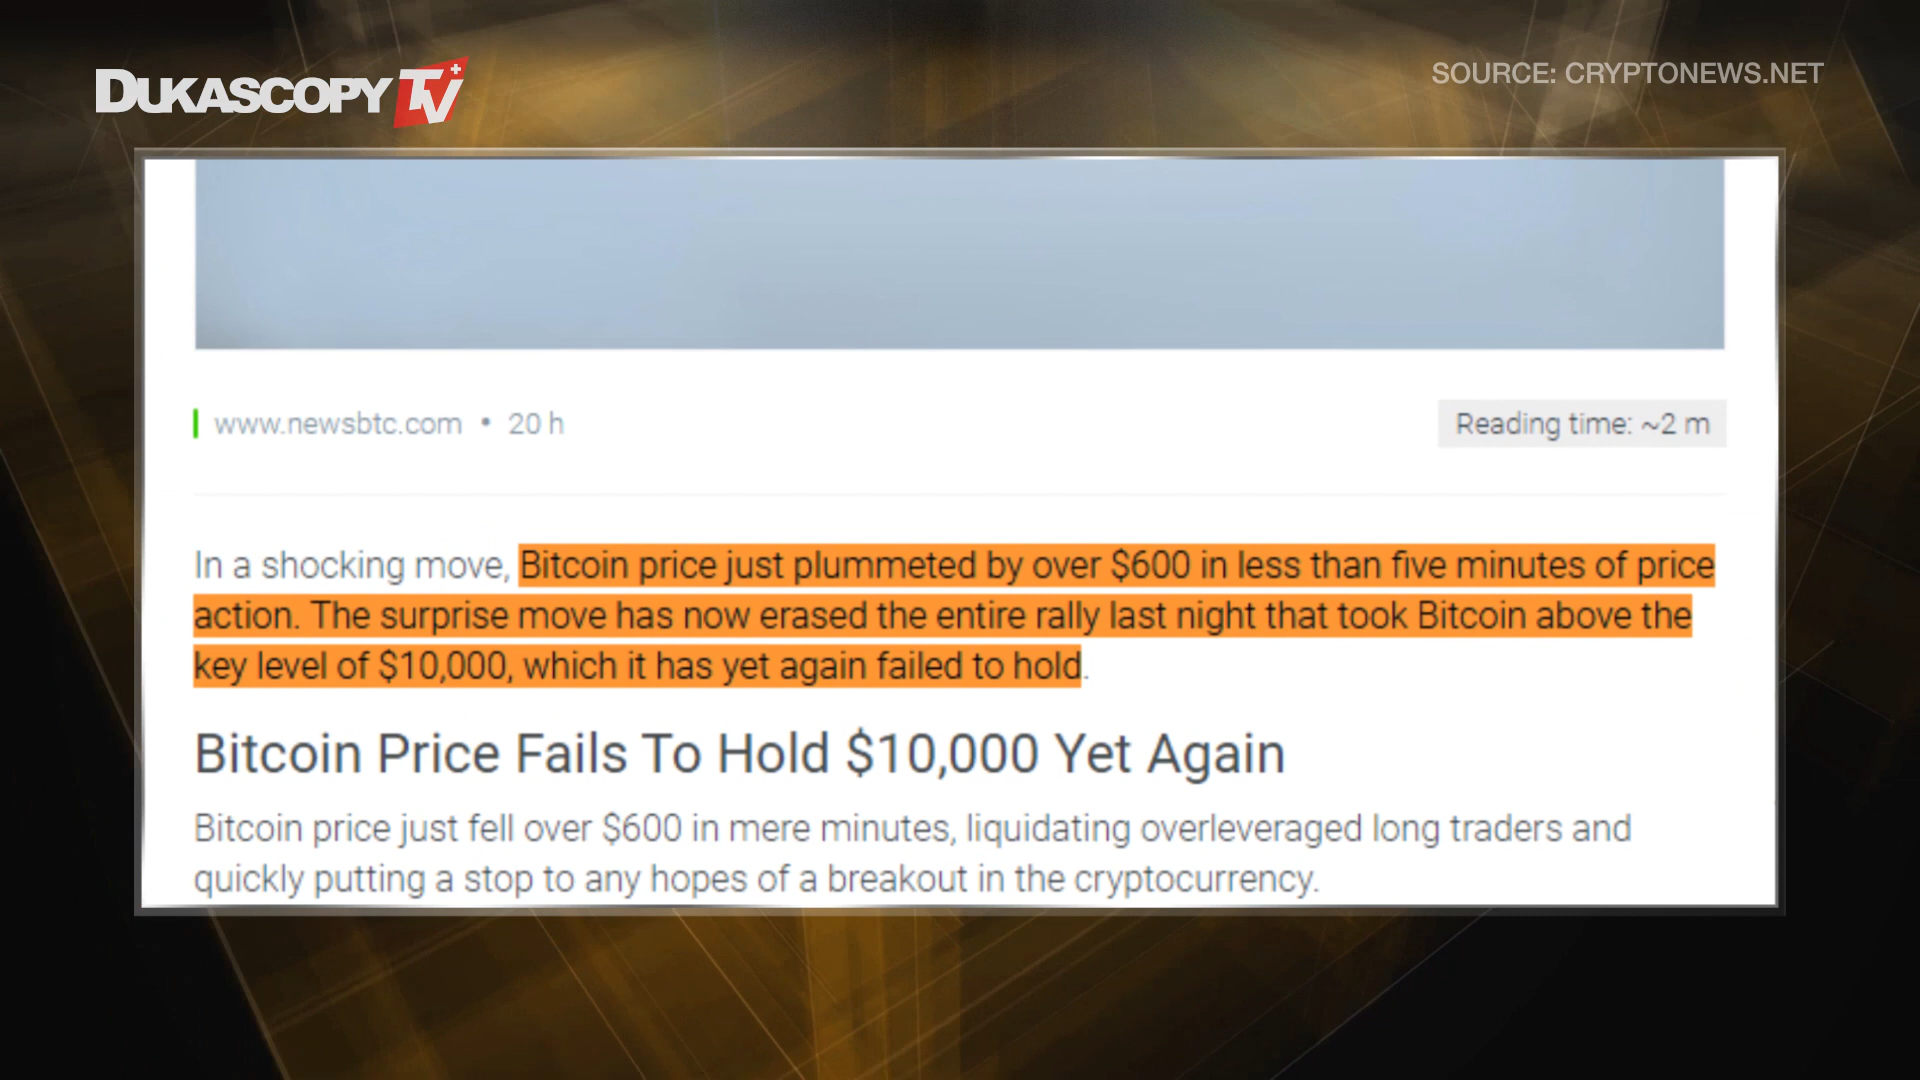 DUKASCOPY TV
SOURCE: CRYPTONEWS.NET
www.newsbtc.com • 20 h
Reading time: ~2 m
In a shocking move, Bitcoin price just plummeted by over $600 in less than five minutes of price
action. The surprise move has now erased the entire rally last night that took Bitcoin above the
key level of $10,000, which it has yet again failed to hold.
Bitcoin Price Fails To Hold $10,000 Yet Again
Bitcoin price just fell over $600 in mere minutes, liquidating overleveraged long traders and
quickly putting a stop to any hopes of a breakout in the cryptocurrency.